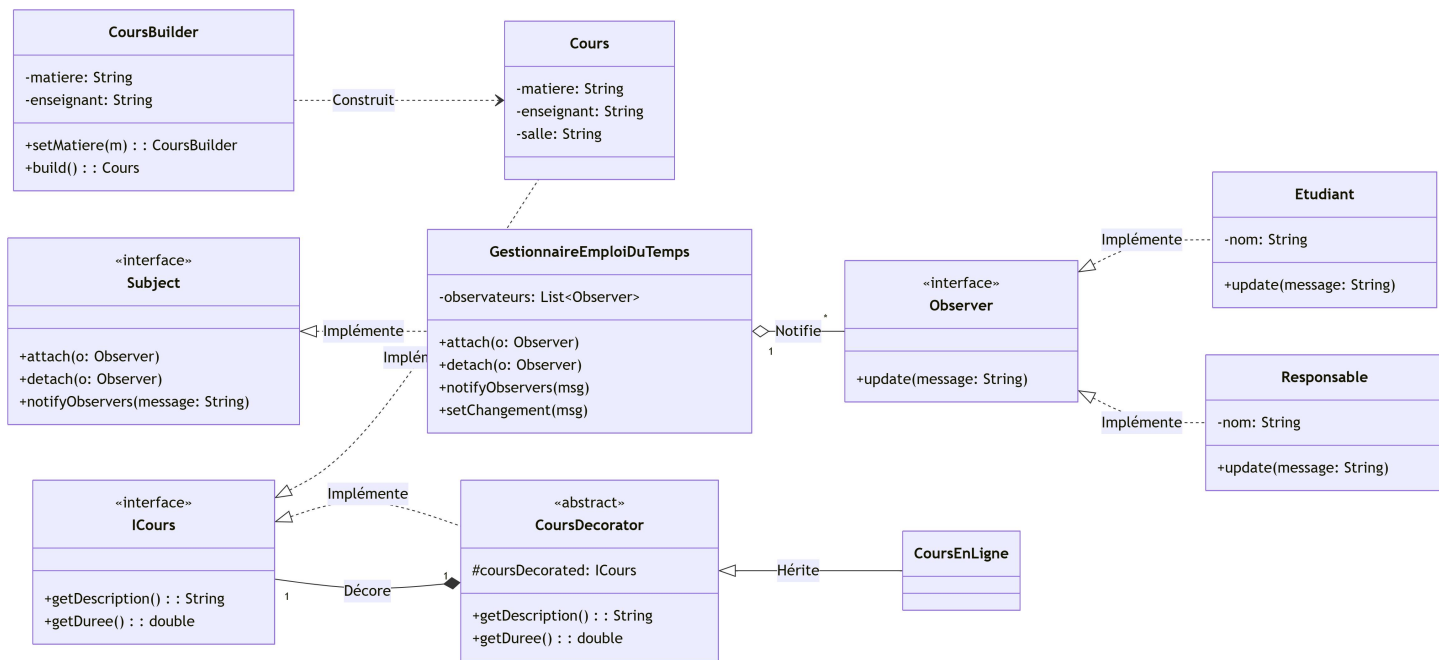 CoursBuilder
-matiere: String
-enseignant: String
+setMatiere(m) : : CoursBuilder
+build() : : Cours
Construit
Cours
-matiere: String
-enseignant: String
-salle: String
«interface»
Subject
+attach(o: Observer)
+detach(o: Observer)
+notifyObservers(message: String)
Implémente
Implém
GestionnaireEmploiDuTemps
-observateurs: List<Observer>
+attach(o: Observer)
+detach(o: Observer)
+notifyObservers(msg)
+setChangement(msg)
Notifie
*
1
«interface»
Observer
+update(message: String)
Implémente
Etudiant
-nom: String
+update(message: String)
Implémente
Responsable
-nom: String
+update(message: String)
«interface»
ICours
+getDescription() : : String
+getDuree() : : double
Implémente
1
Décore
1
«abstract»
CoursDecorator
#coursDecorated: ICours
+getDescription() : : String
+getDuree() : : double
Hérite
CoursEnLigne